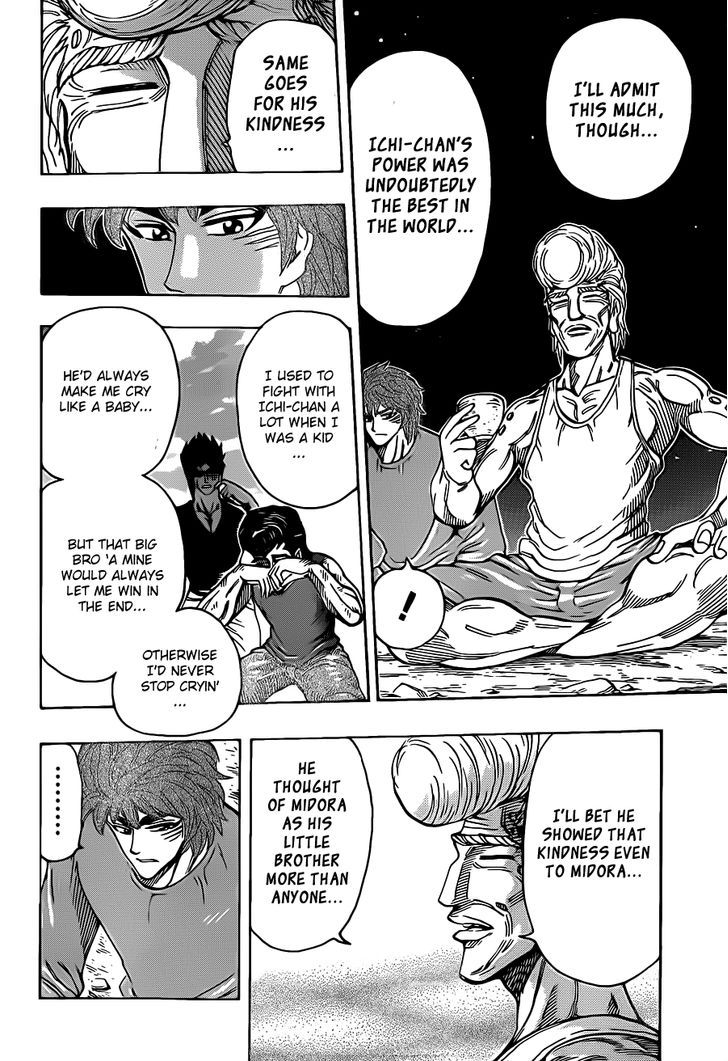 I'LL ADMIT
THIS MUCH,
THOUGH...
ICHI-CHAN'S
POWER WAS
UNDOUBTEDLY
THE BEST IN
THE WORLD...
!
SAME
GOES
FOR HIS
KINDNESS
...
I USED TO
FIGHT WITH
ICHI-CHAN A
LOT WHEN I
WAS A KID
...
HE'D ALWAYS
MAKE ME CRY
LIKE A BABY...
BUT THAT BIG
BRO 'A MINE
WOULD ALWAYS
LET ME WIN IN
THE END...
OTHERWISE
I'D NEVER
STOP CRYIN'
...
I'LL BET HE
SHOWED THAT
KINDNESS EVEN
TO MIDORA...
HE
THOUGHT
OF MIDORA
AS HIS
LITTLE
BROTHER
MORE THAN
ANYONE...
........